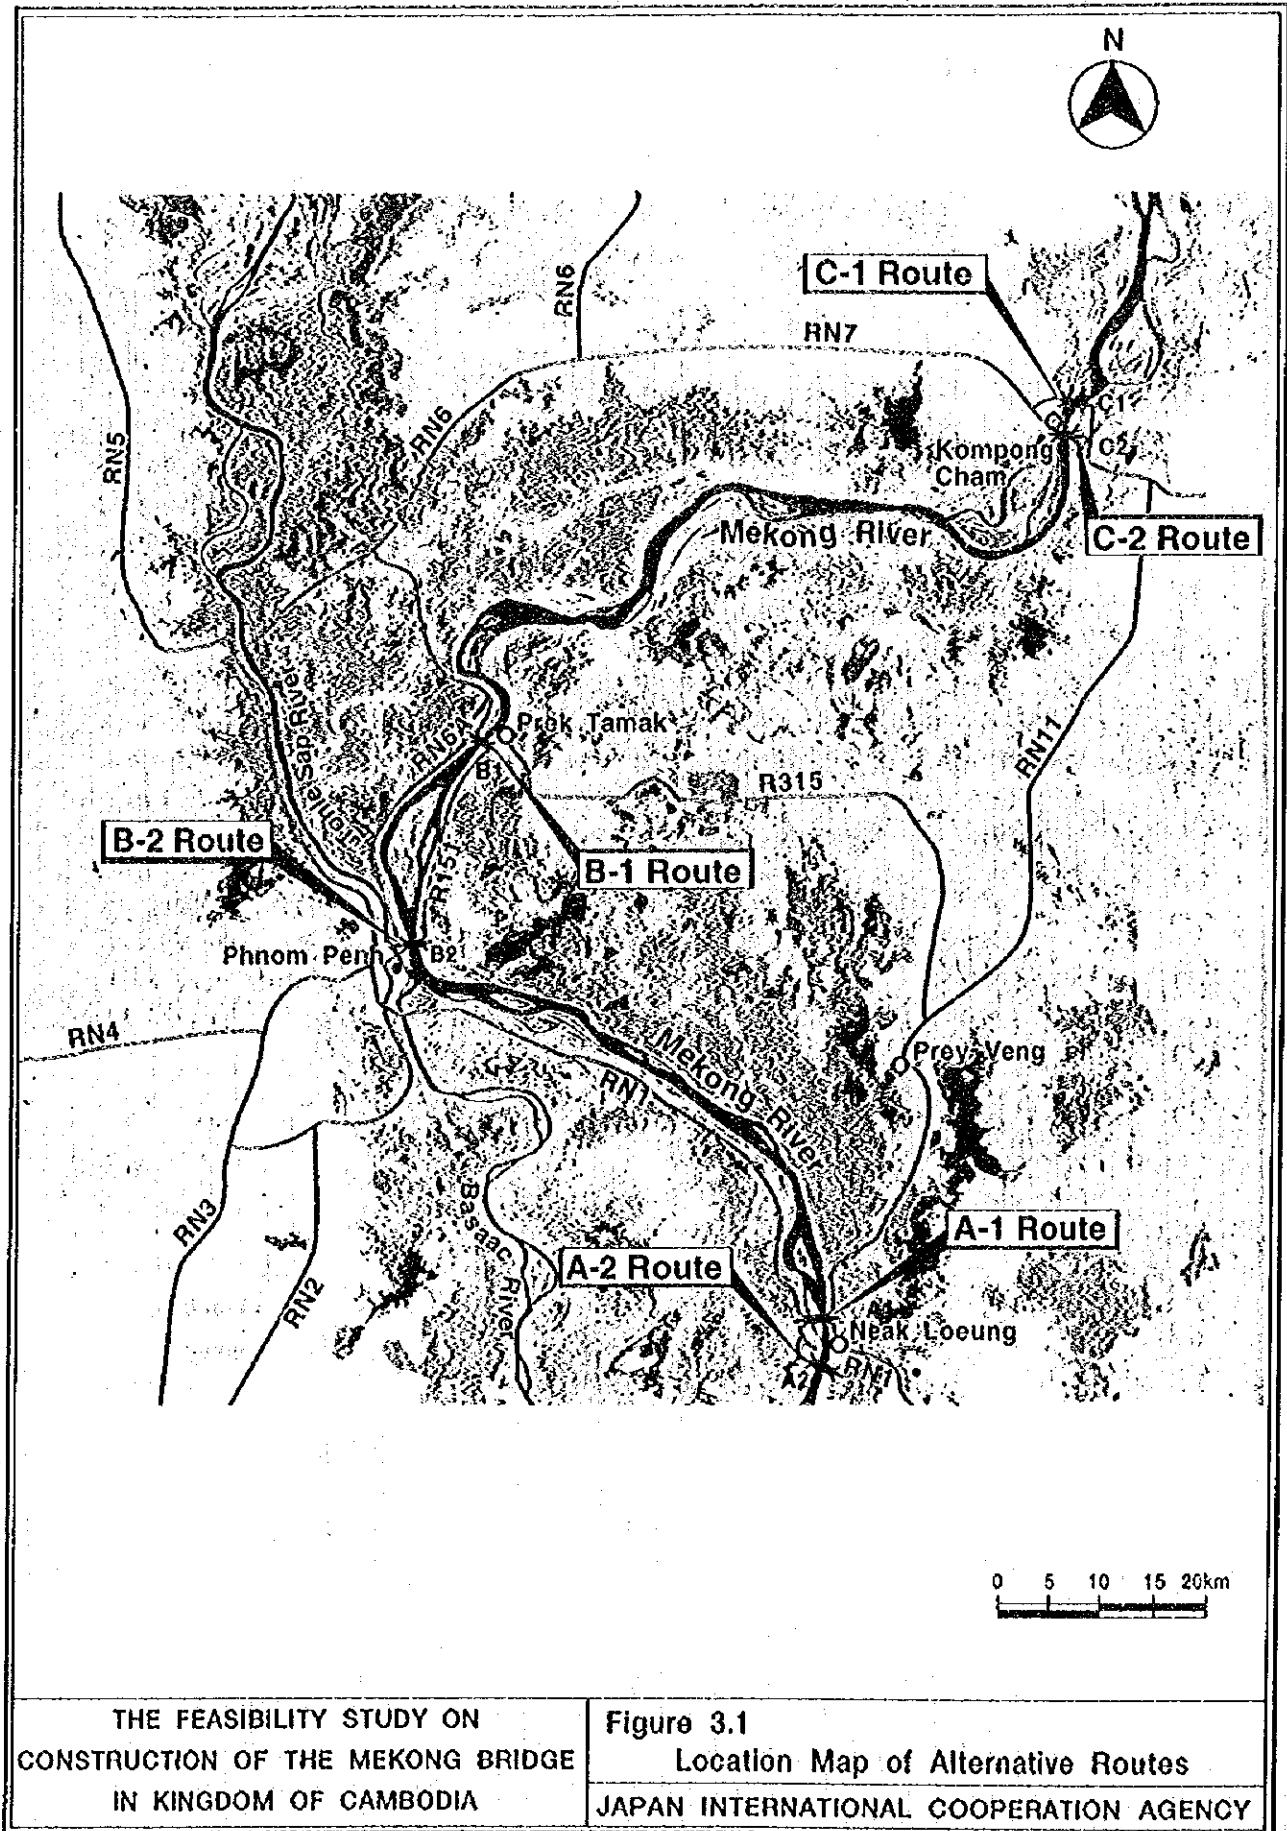 N
C-1 Route
RN6
RN7
RN6
RN5
C1
Kompong
Cham
C2
Mekong River
C-2 Route
Tonle Sap River
Prek Tamak
RN6A
B1
RN11
R315
B-2 Route
R151
B-1 Route
Phnom Penh
B2
RN4
Mekong River
Prey Veng
RN1
RN3
Basaac River
A-1 Route
A-2 Route
RN2
A1
Neak Loeung
A2
RN1
0 5 10 15 20km
THE FEASIBILITY STUDY ON
CONSTRUCTION OF THE MEKONG BRIDGE
IN KINGDOM OF CAMBODIA
Figure 3.1
Location Map of Alternative Routes
JAPAN INTERNATIONAL COOPERATION AGENCY